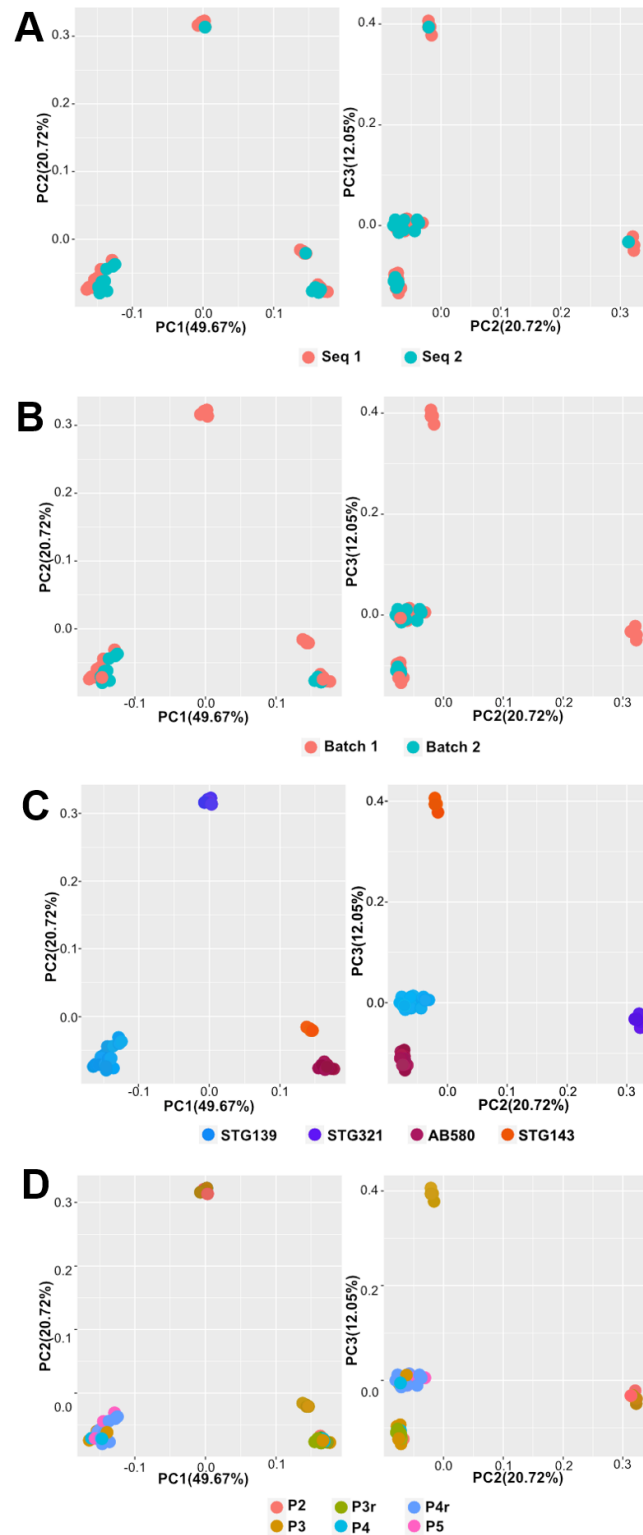 A
PC2(20.72%)
0.3
0.2
0.1
0.0
-0.1 0.0 0.1
PC1(49.67%)
PC3(12.05%)
0.4
0.2
0.0
0.0 0.1 0.2 0.3
PC2(20.72%)
Seq 1 Seq 2
B
PC2(20.72%)
0.3
0.2
0.1
0.0
-0.1 0.0 0.1
PC1(49.67%)
PC3(12.05%)
0.4
0.2
0.0
0.0 0.1 0.2 0.3
PC2(20.72%)
Batch 1 Batch 2
C
PC2(20.72%)
0.3
0.2
-0.1
0.0
-0.1 0.0 0.1
PC1(49.67%)
PC3(12.05%)
0.4
0.2
0.0
0.0 0.1 0.2 0.3
PC2(20.72%)
STG139 STG321 AB580 STG143
D
PC2(20.72%)
0.3
0.2
0.1
0.0
-0.1 0.0 0.1
PC1(49.67%)
PC3(12.05%)
0.4
0.2
0.0
0.0 0.1 0.2 0.3
PC2(20.72%)
P2 P3r P4r
P3 P4 P5